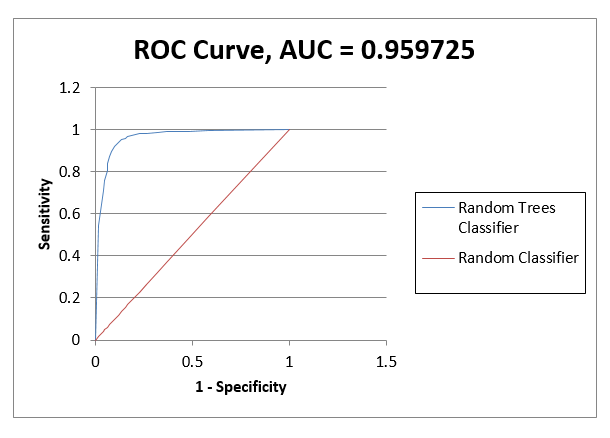 ROC Curve, AUC = 0.959725
1.2
1
0.8
0.6
0.4
0.2
0
Sensitivity
0
0.5
1
1.5
1 - Specificity
Random Trees
Classifier
Random Classifier